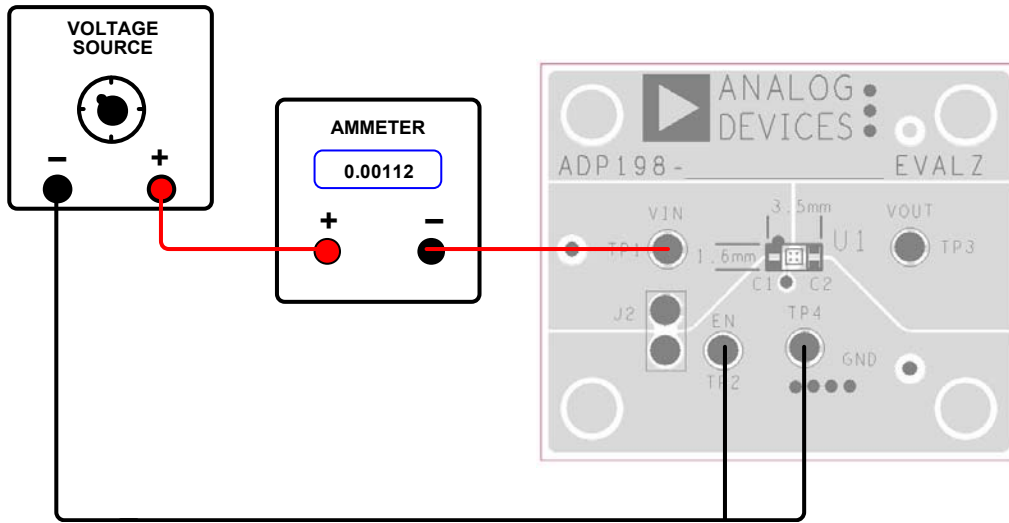 VOLTAGE
SOURCE
− +
AMMETER
0.00112
+ −
ANALOG
DEVICES
ADP198-____________EVALZ
3.5mm
VIN
VOUT
TP1
1.6mm
U1
TP3
C1
C2
J2
EN
TP4
GND
TP2